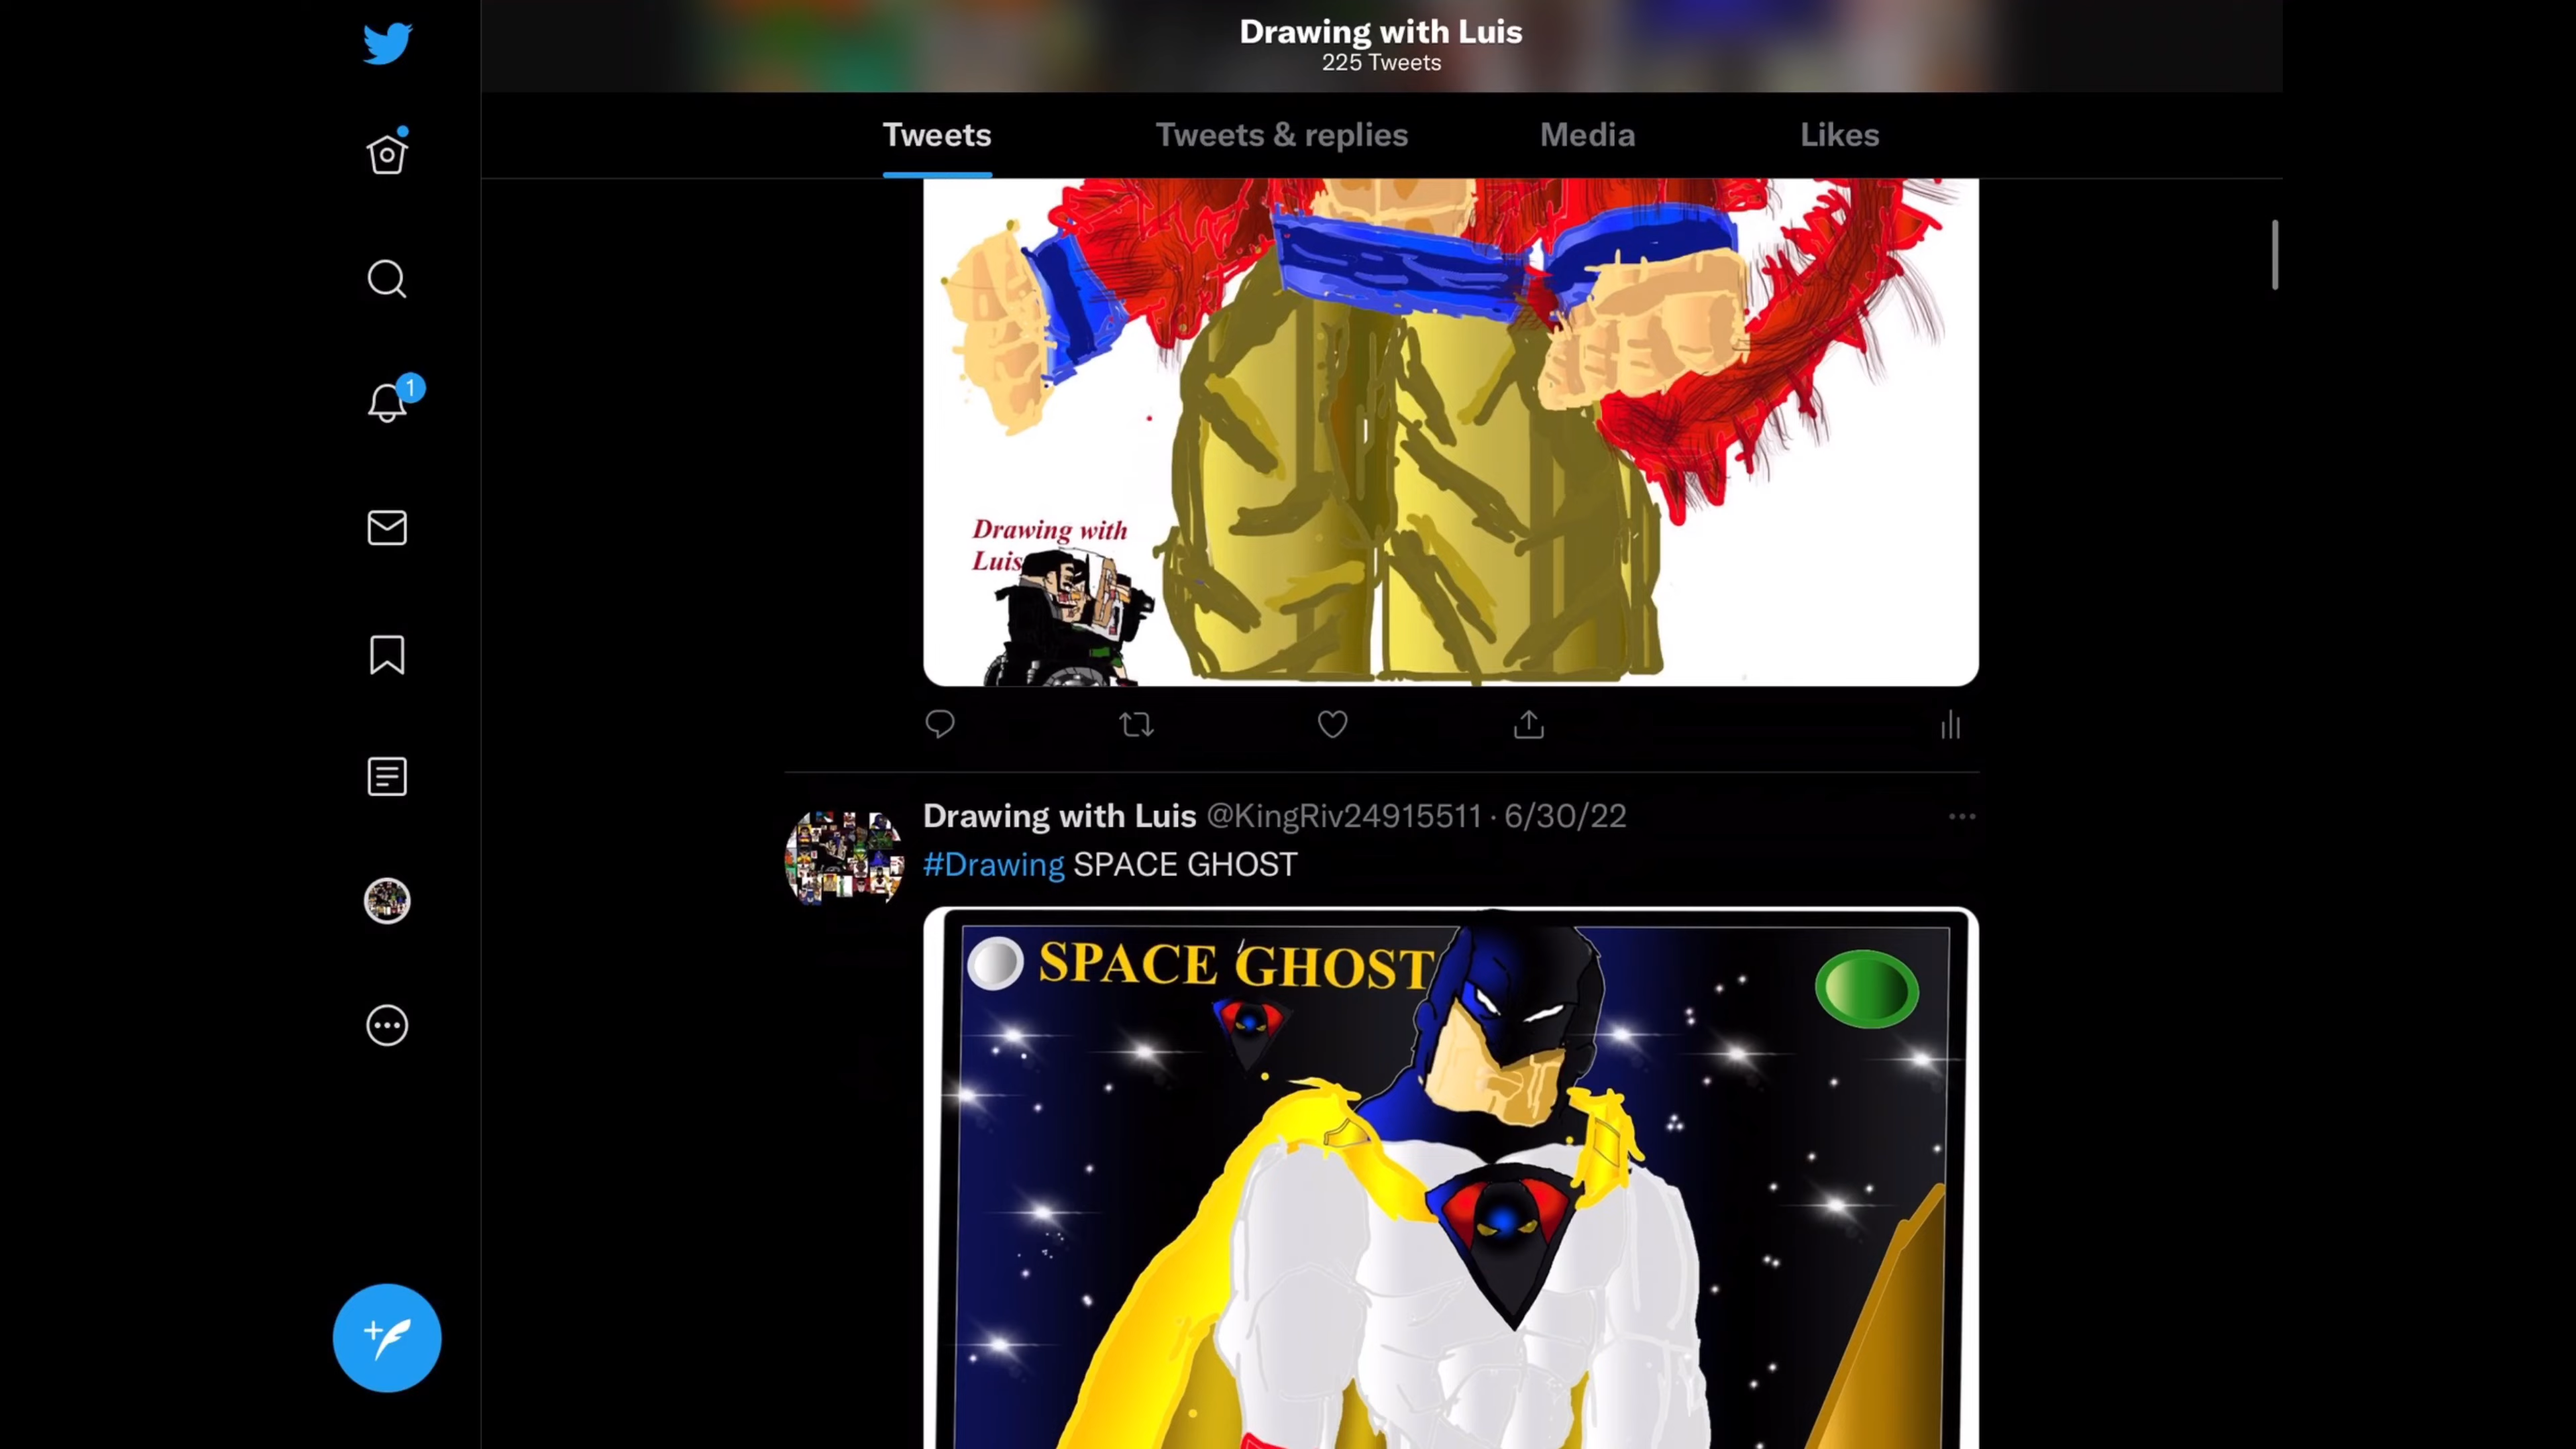 Drawing with Luis
225 Tweets
Tweets
Tweets & replies
Media
Likes
1
Drawing with
Luis
Drawing with Luis @KingRiv24915511 · 6/30/22
#Drawing SPACE GHOST
SPACE GHOST